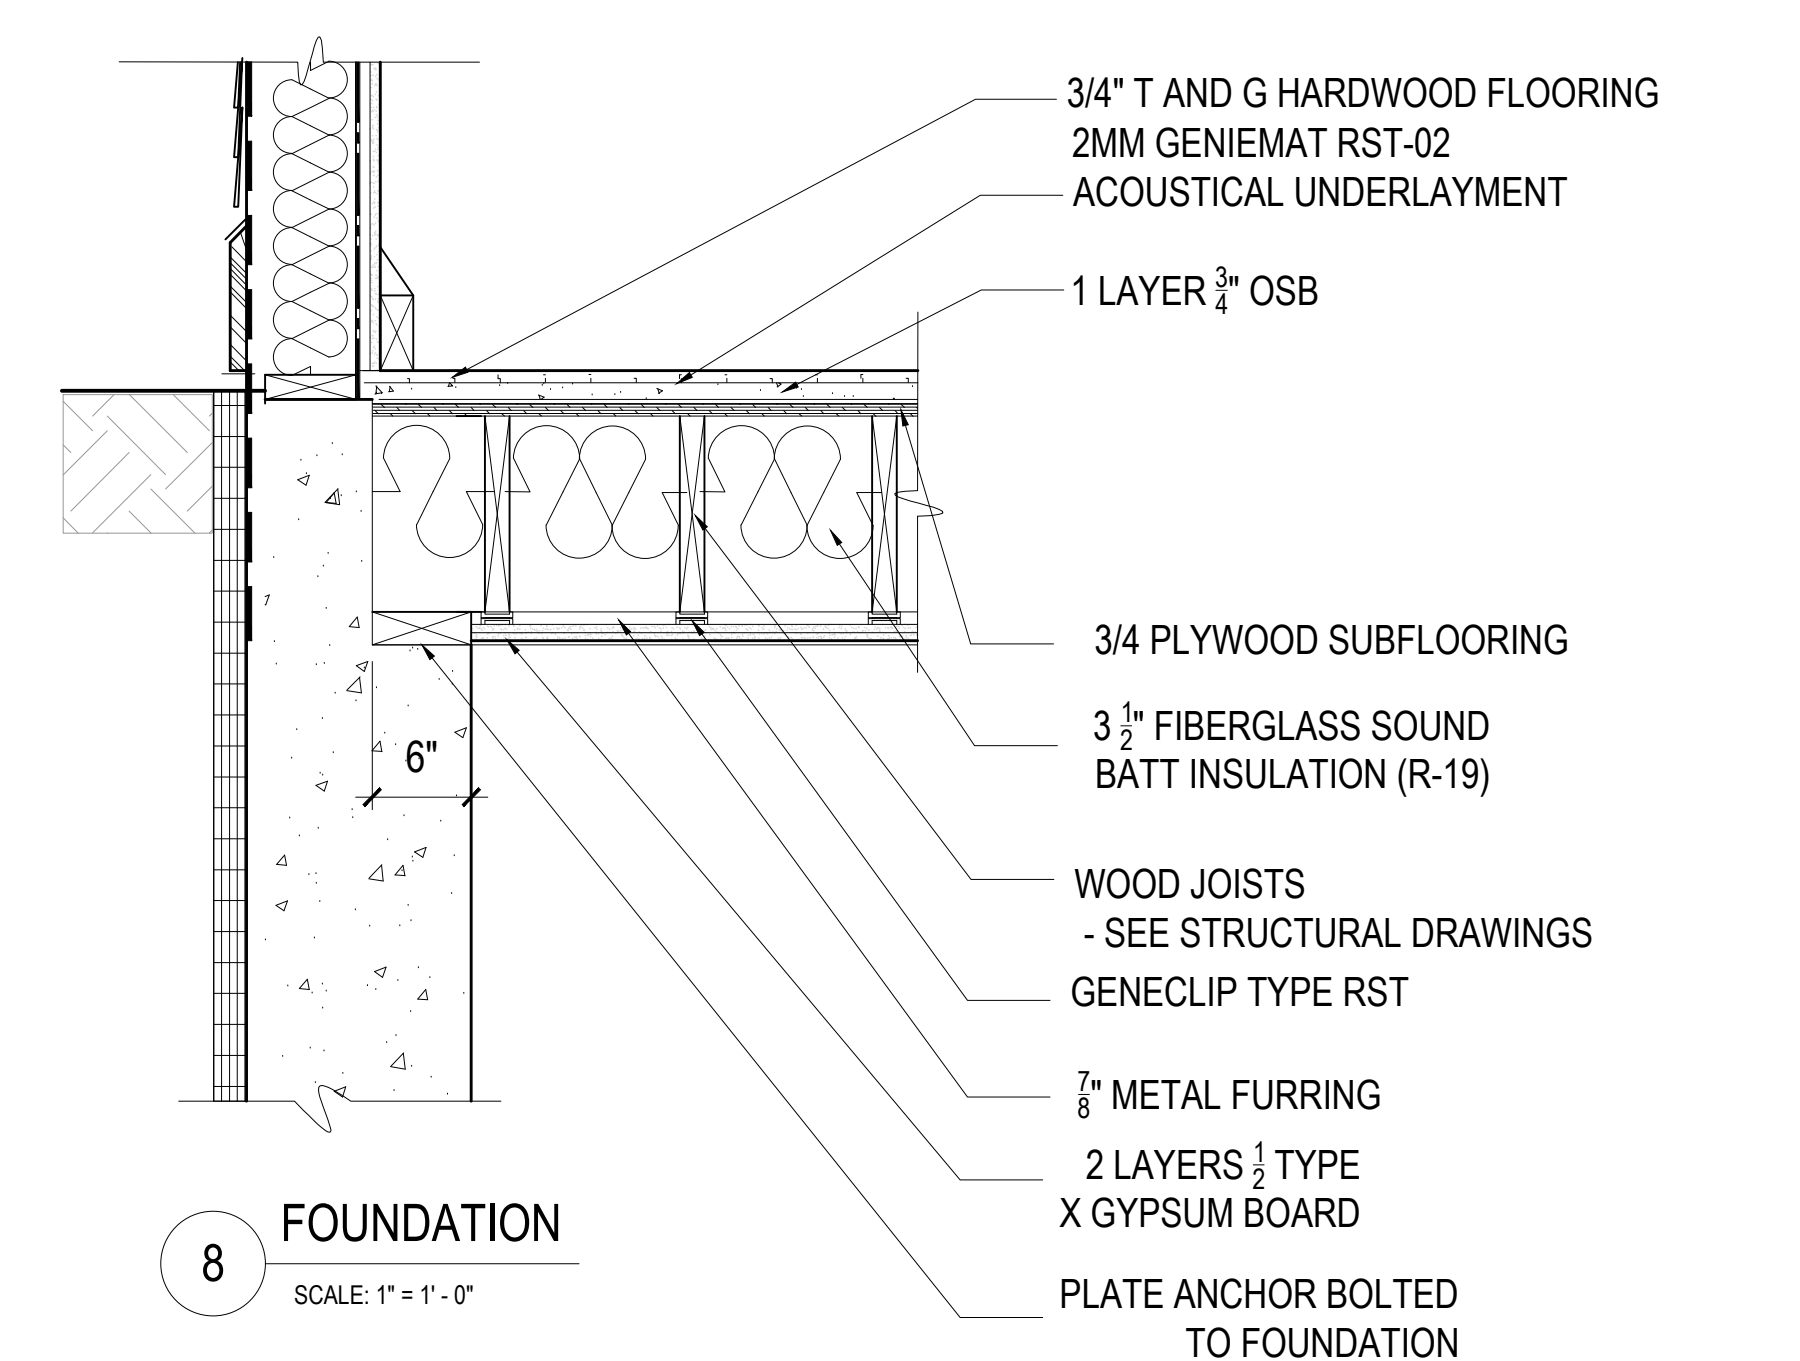 3/4" T AND G HARDWOOD FLOORING
2MM GENIEMAT RST-02
ACOUSTICAL UNDERLAYMENT
1 LAYER 3/4" OSB
3/4 PLYWOOD SUBFLOORING
3 1/2" FIBERGLASS SOUND
BATT INSULATION (R-19)
WOOD JOISTS
- SEE STRUCTURAL DRAWINGS
GENECLIP TYPE RST
7/8" METAL FURRING
2 LAYERS 1/2 TYPE
X GYPSUM BOARD
PLATE ANCHOR BOLTED
TO FOUNDATION
6"
8
FOUNDATION
SCALE: 1" = 1' - 0"